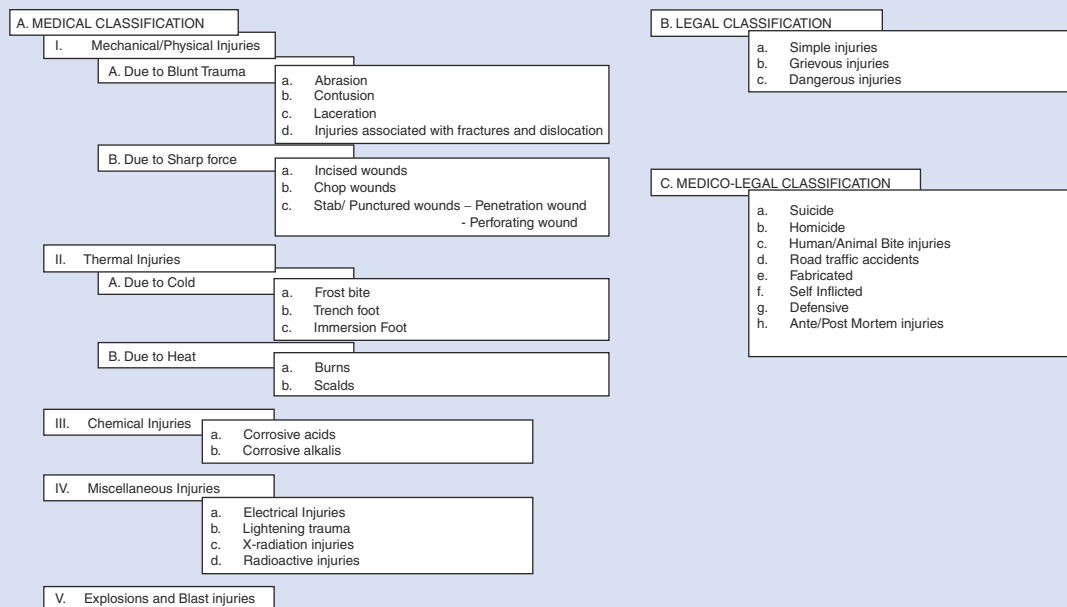 A. MEDICAL CLASSIFICATION
I. Mechanical/Physical Injuries
A. Due to Blunt Trauma
a. Abrasion
b. Contusion
c. Laceration
d. Injuries associated with fractures and dislocation
B. Due to Sharp force
a. Incised wounds
b. Chop wounds
c. Stab/ Punctured wounds – Penetration wound
- Perforating wound
II. Thermal Injuries
A. Due to Cold
a. Frost bite
b. Trench foot
c. Immersion Foot
B. Due to Heat
a. Burns
b. Scalds
III. Chemical Injuries
a. Corrosive acids
b. Corrosive alkalis
IV. Miscellaneous Injuries
a. Electrical Injuries
b. Lightening trauma
c. X-radiation injuries
d. Radioactive injuries
V. Explosions and Blast injuries
B. LEGAL CLASSIFICATION
a. Simple injuries
b. Grievous injuries
c. Dangerous injuries
C. MEDICO-LEGAL CLASSIFICATION
a. Suicide
b. Homicide
c. Human/Animal Bite injuries
d. Road traffic accidents
e. Fabricated
f. Self Inflicted
g. Defensive
h. Ante/Post Mortem injuries